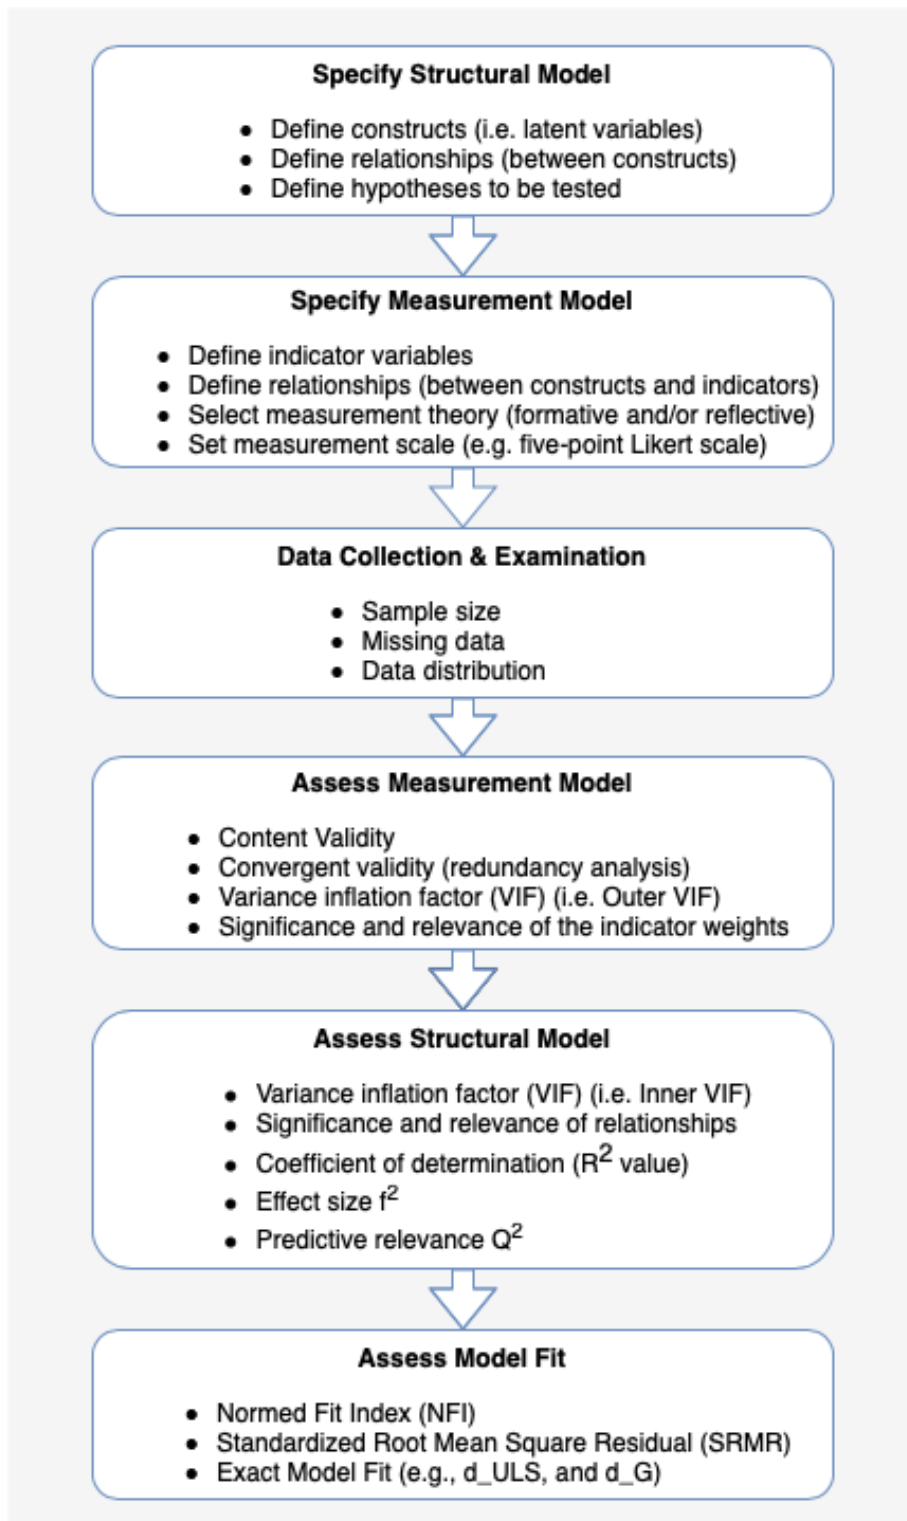 Specify Structural Model
● Define constructs (i.e. latent variables)
● Define relationships (between constructs)
● Define hypotheses to be tested
Specify Measurement Model
● Define indicator variables
● Define relationships (between constructs and indicators)
● Select measurement theory (formative and/or reflective)
● Set measurement scale (e.g. five-point Likert scale)
Data Collection & Examination
● Sample size
● Missing data
● Data distribution
Assess Measurement Model
● Content Validity
● Convergent validity (redundancy analysis)
● Variance inflation factor (VIF) (i.e. Outer VIF)
● Significance and relevance of the indicator weights
Assess Structural Model
● Variance inflation factor (VIF) (i.e. Inner VIF)
● Significance and relevance of relationships
● Coefficient of determination (R² value)
● Effect size f²
● Predictive relevance Q²
Assess Model Fit
● Normed Fit Index (NFI)
● Standardized Root Mean Square Residual (SRMR)
● Exact Model Fit (e.g., d_ULS, and d_G)